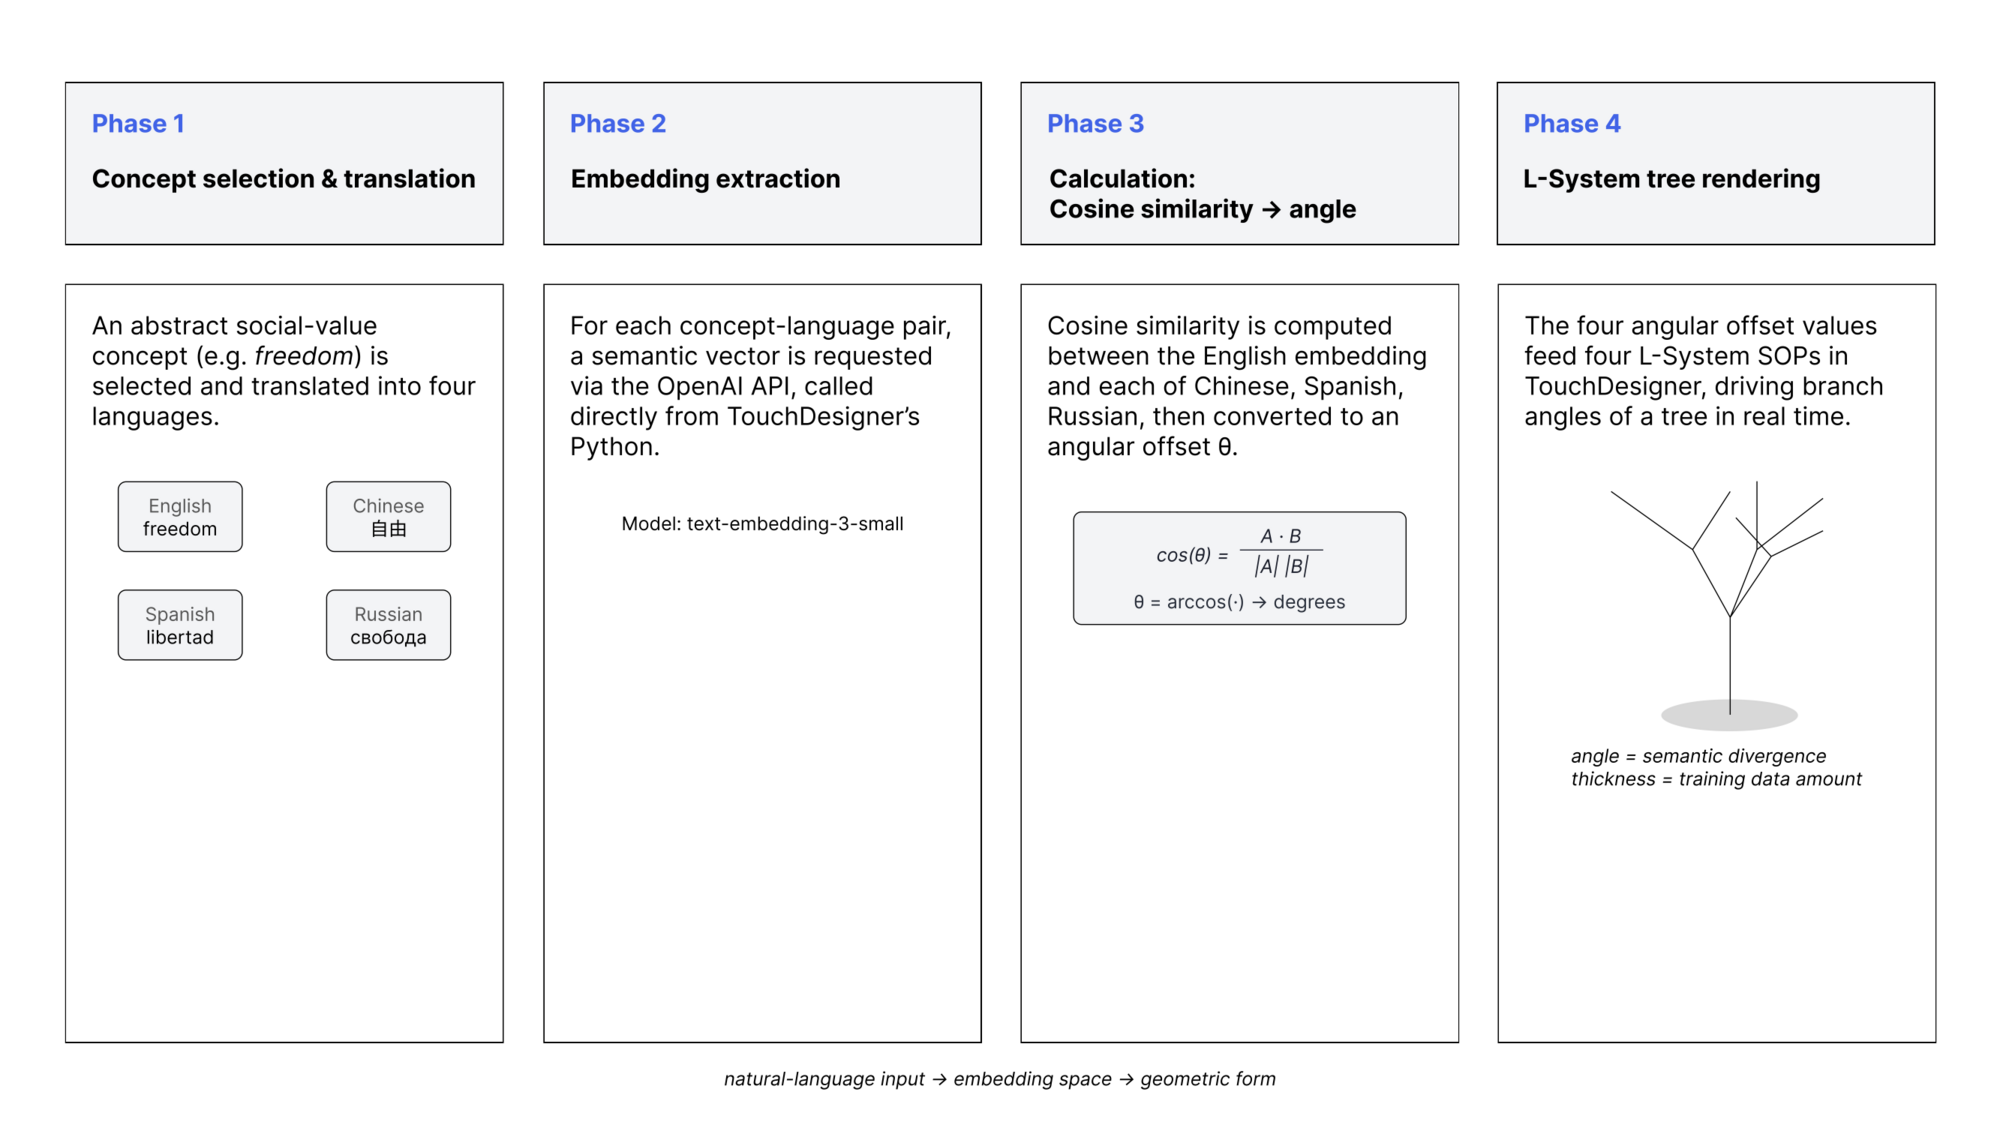 Phase 1
Concept selection & translation
An abstract social-value
concept (e.g. freedom) is
selected and translated into four
languages.
English
freedom
Chinese
自由
Spanish
libertad
Russian
свобода
Phase 2
Embedding extraction
For each concept-language pair,
a semantic vector is requested
via the OpenAI API, called
directly from TouchDesigner’s
Python.
Model: text-embedding-3-small
Phase 3
Calculation:
Cosine similarity → angle
Cosine similarity is computed
between the English embedding
and each of Chinese, Spanish,
Russian, then converted to an
angular offset θ.
A · B
cos(θ) =
|A| |B|
θ = arccos(·) → degrees
Phase 4
L-System tree rendering
The four angular offset values
feed four L-System SOPs in
TouchDesigner, driving branch
angles of a tree in real time.
angle = semantic divergence
thickness = training data amount
natural-language input → embedding space → geometric form